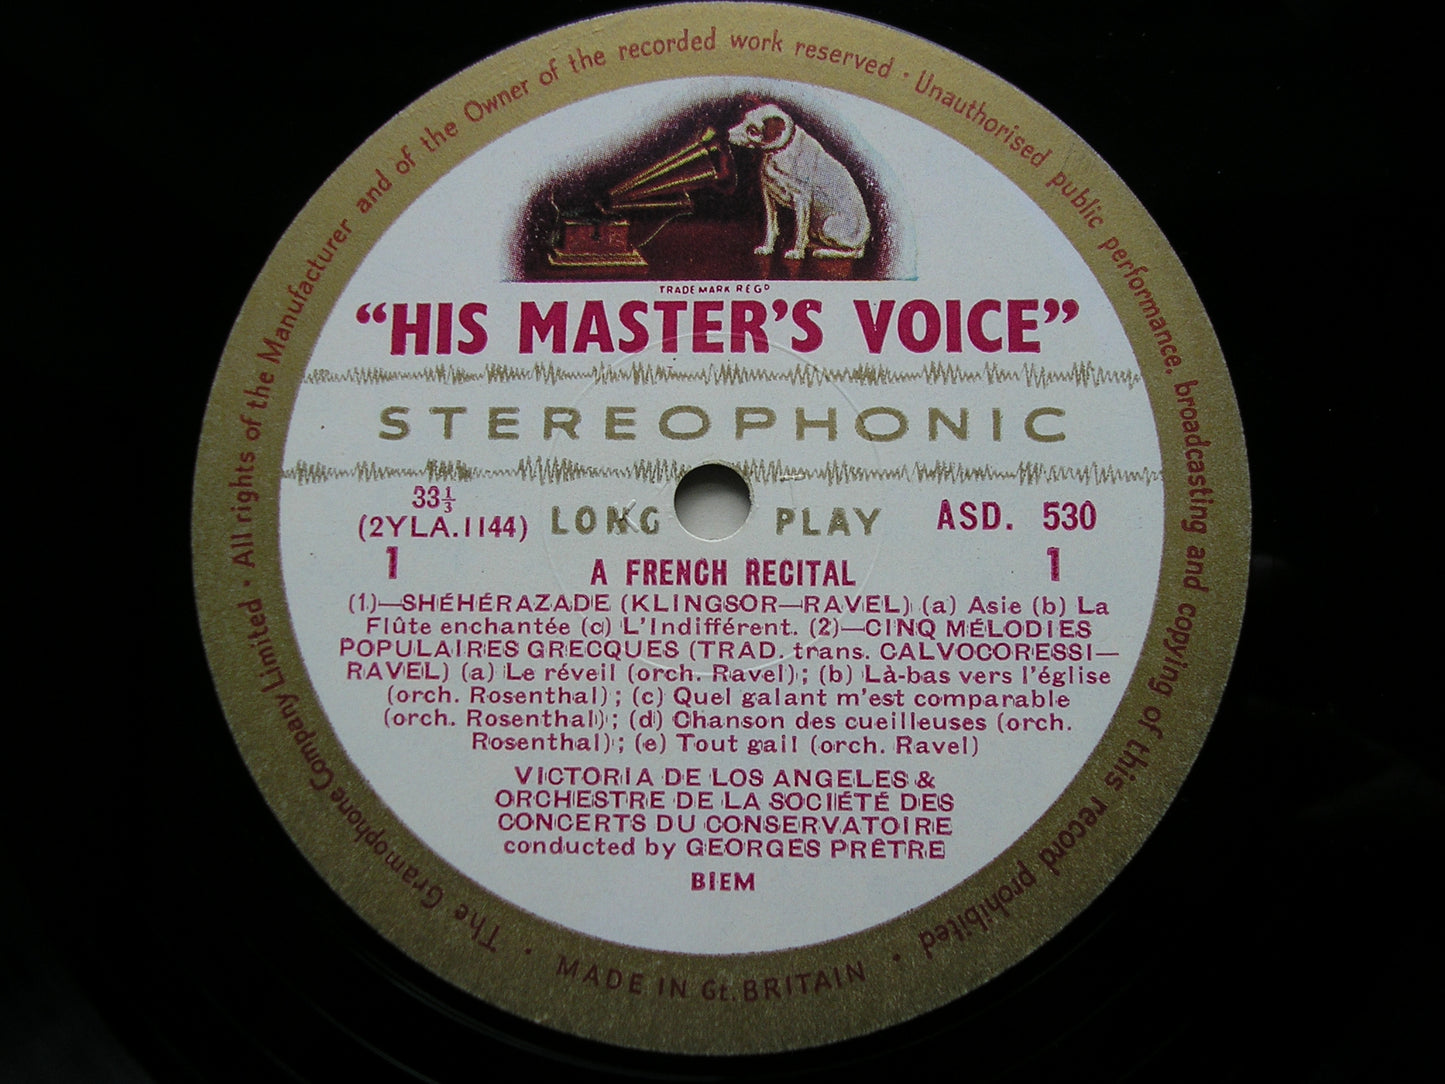 All rights of the Manufacturer and of the Owner of the recorded work reserved · Unauthorised public performance, broadcasting and copying of this record prohibited ·
TRADE MARK REGD
“HIS MASTER'S VOICE”
STEREOPHONIC
33⅓
(2YLA.1144) LONG PLAY ASD. 530
1 A FRENCH RECITAL 1
(1)—SHÉHÉRAZADE (KLINGSOR—RAVEL) (a) Asie (b) La
Flûte enchantée (c) L'Indifférent. (2)—CINQ MÉLODIES
POPULAIRES GRECQUES (TRAD. trans. CALVOCORESSI—
RAVEL) (a) Le réveil (orch. Ravel); (b) Là-bas vers l'église
(orch. Rosenthal); (c) Quel galant m'est comparable
(orch. Rosenthal); (d) Chanson des cueilleuses (orch.
Rosenthal); (e) Tout gail (orch. Ravel)
VICTORIA DE LOS ANGELES &
ORCHESTRE DE LA SOCIÉTÉ DES
CONCERTS DU CONSERVATOIRE
conducted by GEORGES PRÊTRE
BIEM
· The Gramophone Company Limited ·
MADE IN Gt. BRITAIN